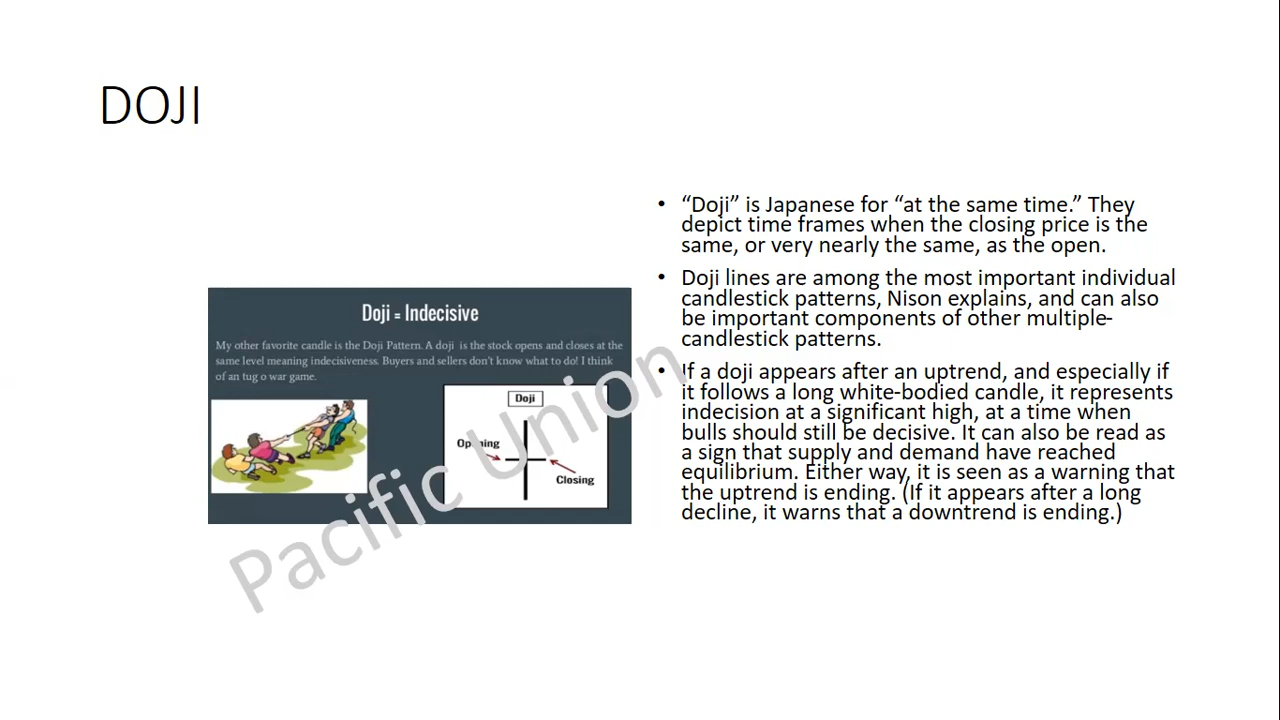 DOJI
Doji = Indecisive
My other favorite candle is the Doji Pattern. A doji is the stock opens and closes at the
same level meaning indecisiveness. Buyers and sellers don't know what to do! I think
of an tug o war game.
Doji
Opening
Closing
Pacific Union
• “Doji” is Japanese for “at the same time.” They
depict time frames when the closing price is the
same, or very nearly the same, as the open.
• Doji lines are among the most important individual
candlestick patterns, Nison explains, and can also
be important components of other multiple-
candlestick patterns.
• If a doji appears after an uptrend, and especially if
it follows a long white-bodied candle, it represents
indecision at a significant high, at a time when
bulls should still be decisive. It can also be read as
a sign that supply and demand have reached
equilibrium. Either way, it is seen as a warning that
the uptrend is ending. (If it appears after a long
decline, it warns that a downtrend is ending.)